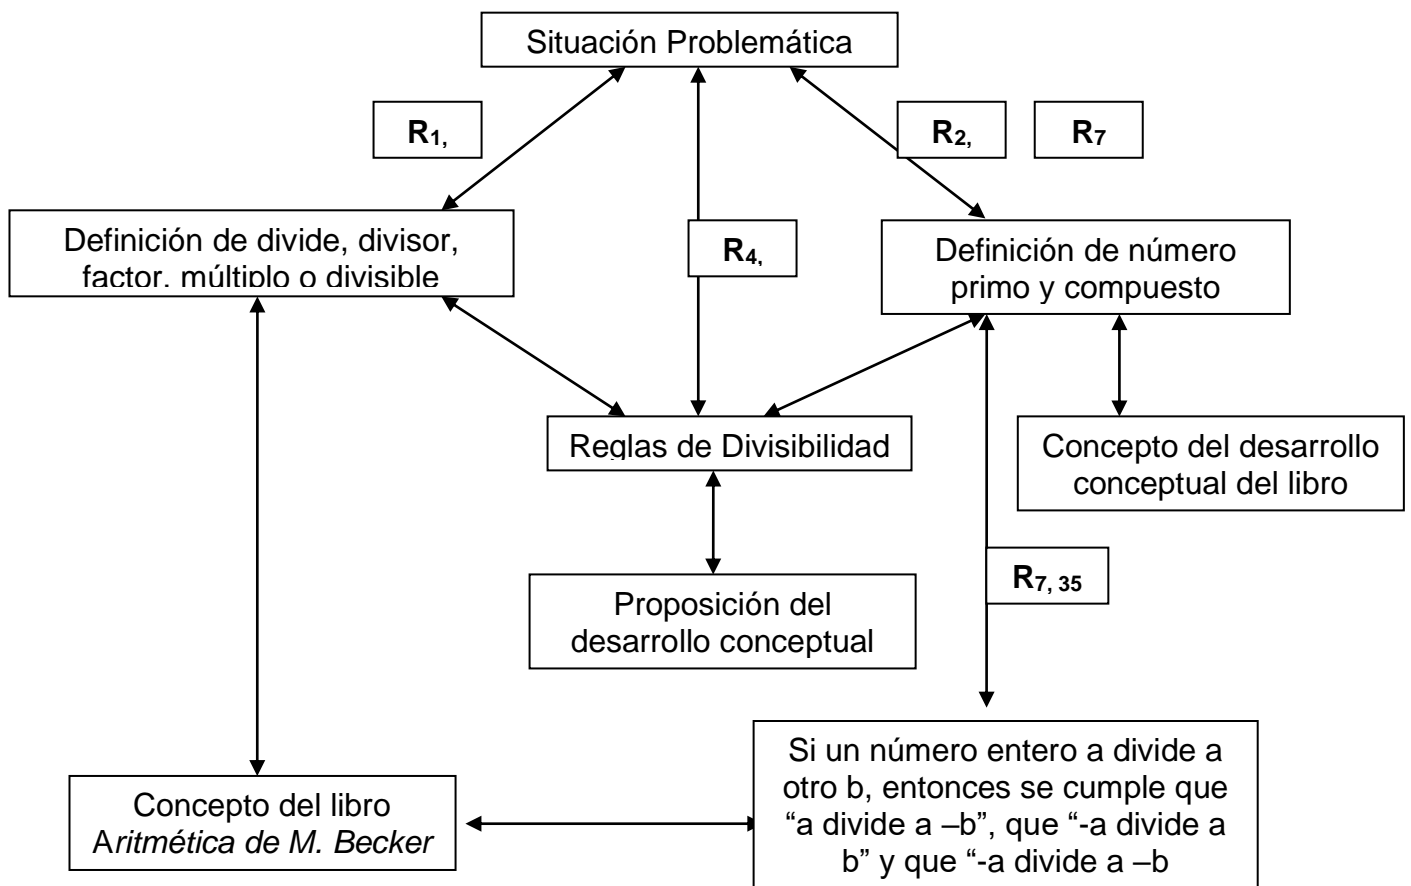 Situación Problemática
R1,
R2,
R7
Definición de divide, divisor,
factor, múltiplo o divisible
R4,
Definición de número
primo y compuesto
Reglas de Divisibilidad
Concepto del desarrollo
conceptual del libro
R7, 35
Proposición del
desarrollo conceptual
Si un número entero a divide a
otro b, entonces se cumple que
“a divide a –b”, que “-a divide a
b” y que “-a divide a –b
Concepto del libro
Aritmética de M. Becker